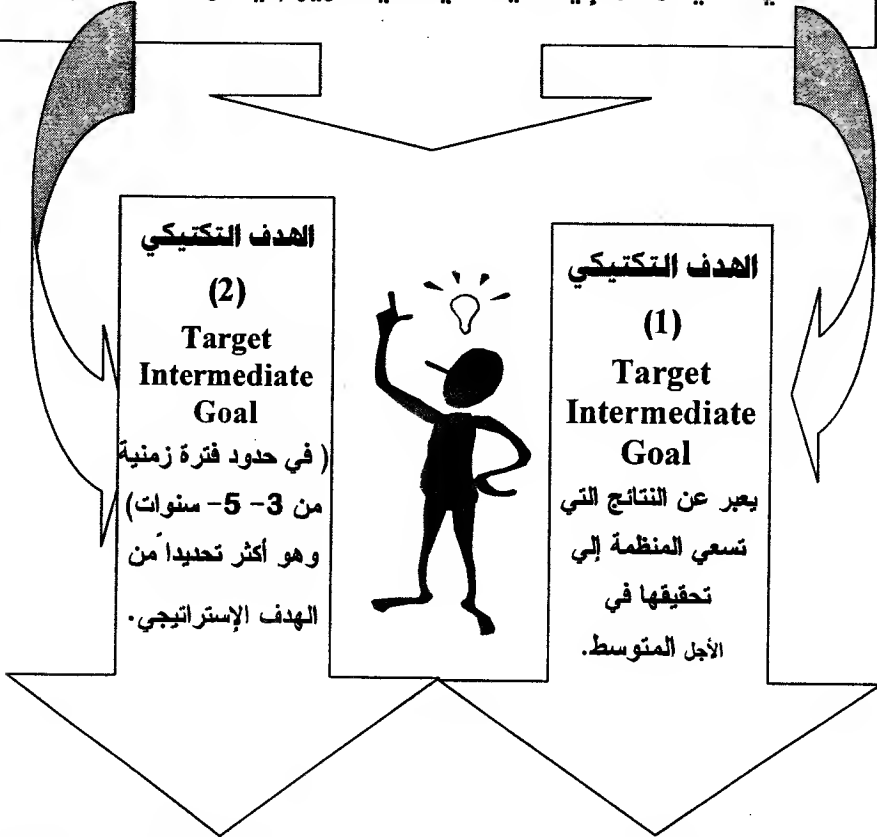 الهدف التكتيكي
(1)
Target
Intermediate
Goal
يعبر عن النتائج التي
تسعي المنظمة إلي
تحقيقها في
الأجل المتوسط.
الهدف التكتيكي
(2)
Target
Intermediate
Goal
( في حدود فترة زمنية
من 3- 5- سنوات)
وهو أكثر تحديداً من
الهدف الإستراتيجي.